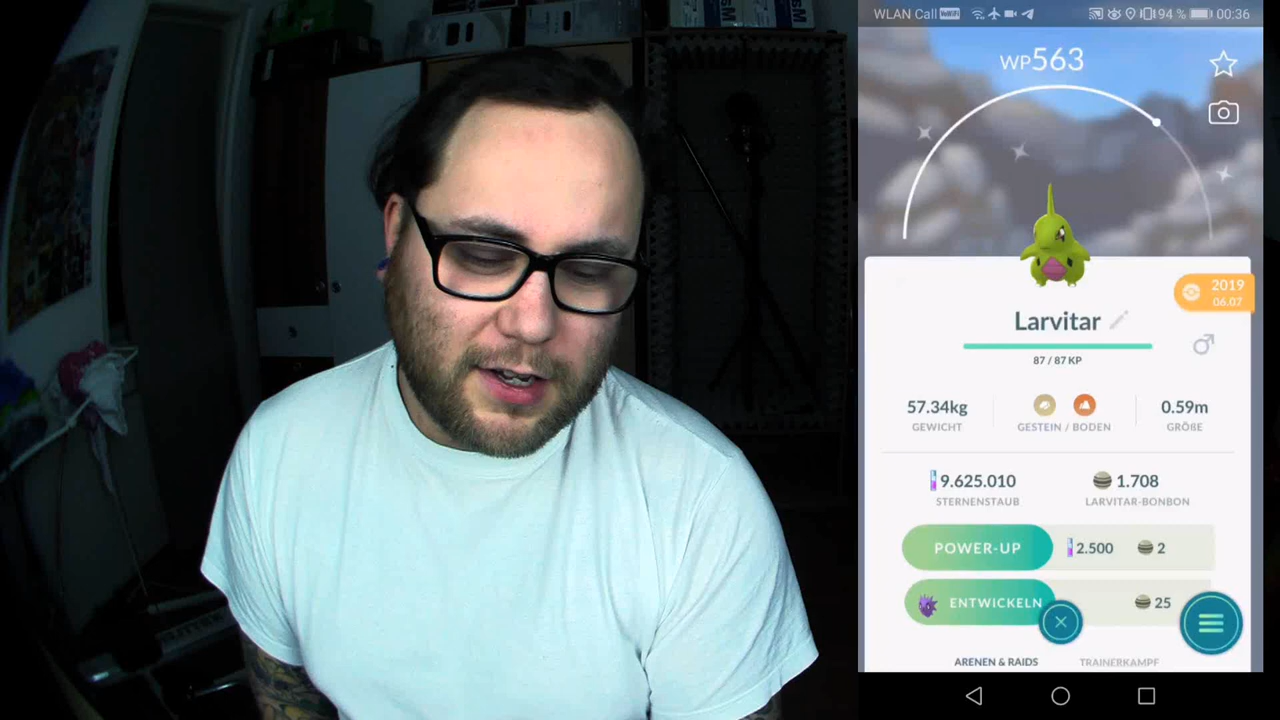 WLAN Call WiFi 94 % 00:36
WP563
2019
06.07
Larvitar
87 / 87 KP
57.34kg
GEWICHT
GESTEIN / BODEN
0.59m
GRÖßE
9.625.010
STERNENSTAUB
1.708
LARVITAR-BONBON
POWER-UP 2.500 2
ENTWICKELN 25
ARENEN & RAIDS TRAINERKAMPF